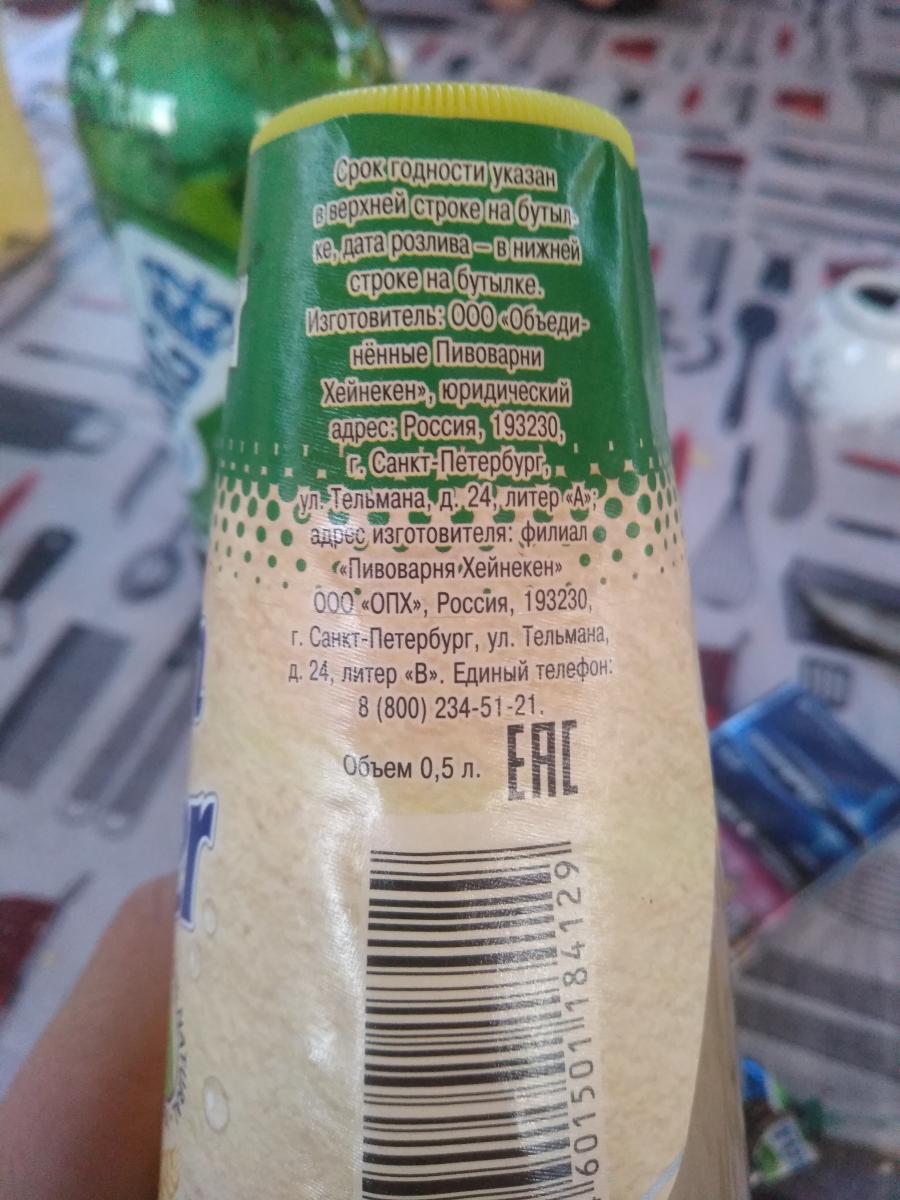 Срок годности указан
в верхней строке на бутыл-
ке, дата розлива – в нижней
строке на бутылке.
Изготовитель: ООО «Объеди-
нённые Пивоварни
Хейнекен», юридический
адрес: Россия, 193230,
г. Санкт-Петербург,
ул. Тельмана, д. 24, литер «А»;
адрес изготовителя: филиал
«Пивоварня Хейнекен»
ООО «ОПХ», Россия, 193230,
г. Санкт-Петербург, ул. Тельмана,
д. 24, литер «В». Единый телефон:
8 (800) 234-51-21.
Объем 0,5 л. EAC
4601501184129